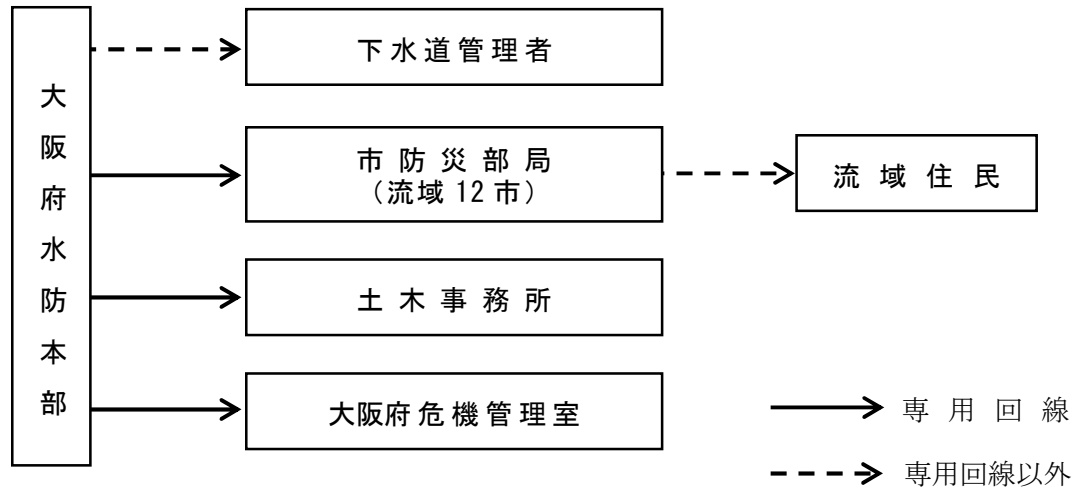 大阪府水防本部
下水道管理者
市防災部局
（流域12市）
流域住民
土木事務所
大阪府危機管理室
専用回線
専用回線以外